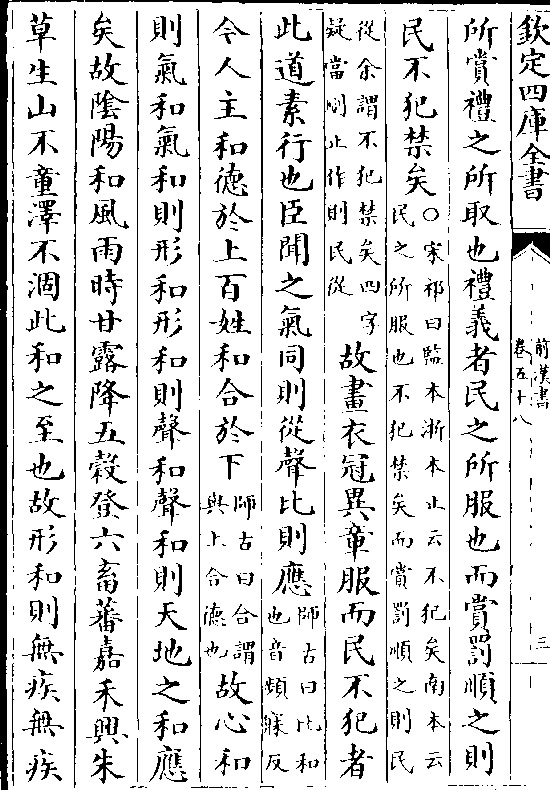 欽定四庫全書
前漢書
卷五十八
三
所賞禮之所取也禮義者民之所服也而賞罰順之則
民不犯禁矣○宋祁曰監本浙本止云不犯矣南本云民之所服也不犯禁矣而賞罰順之則民
從余謂不犯禁矣四字疑當刪止作則民從故畫衣冠異章服而民不犯者
此道素行也臣聞之氣同則從聲比則應師古曰比和也音頻寐反
今人主和德於上百姓和合於下師古曰合謂與上合德也故心和
則氣和氣和則形和形和則聲和聲和則天地之和應
矣故陰陽和風雨時甘露降五穀登六畜蕃嘉禾興朱
草生山不童澤不涸此和之至也故形和則無疾無疾